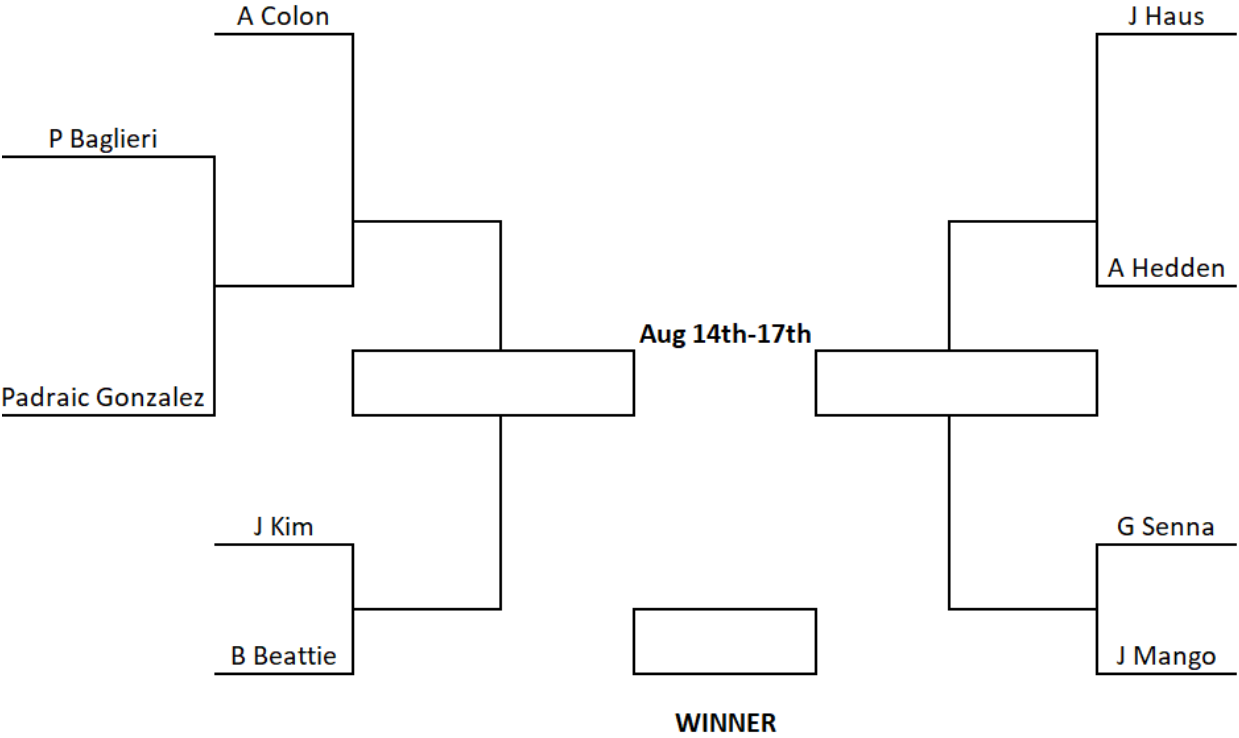 A Colon
J Haus
P Baglieri
A Hedden
Aug 14th-17th
Padraic Gonzalez
J Kim
G Senna
B Beattie
J Mango
WINNER